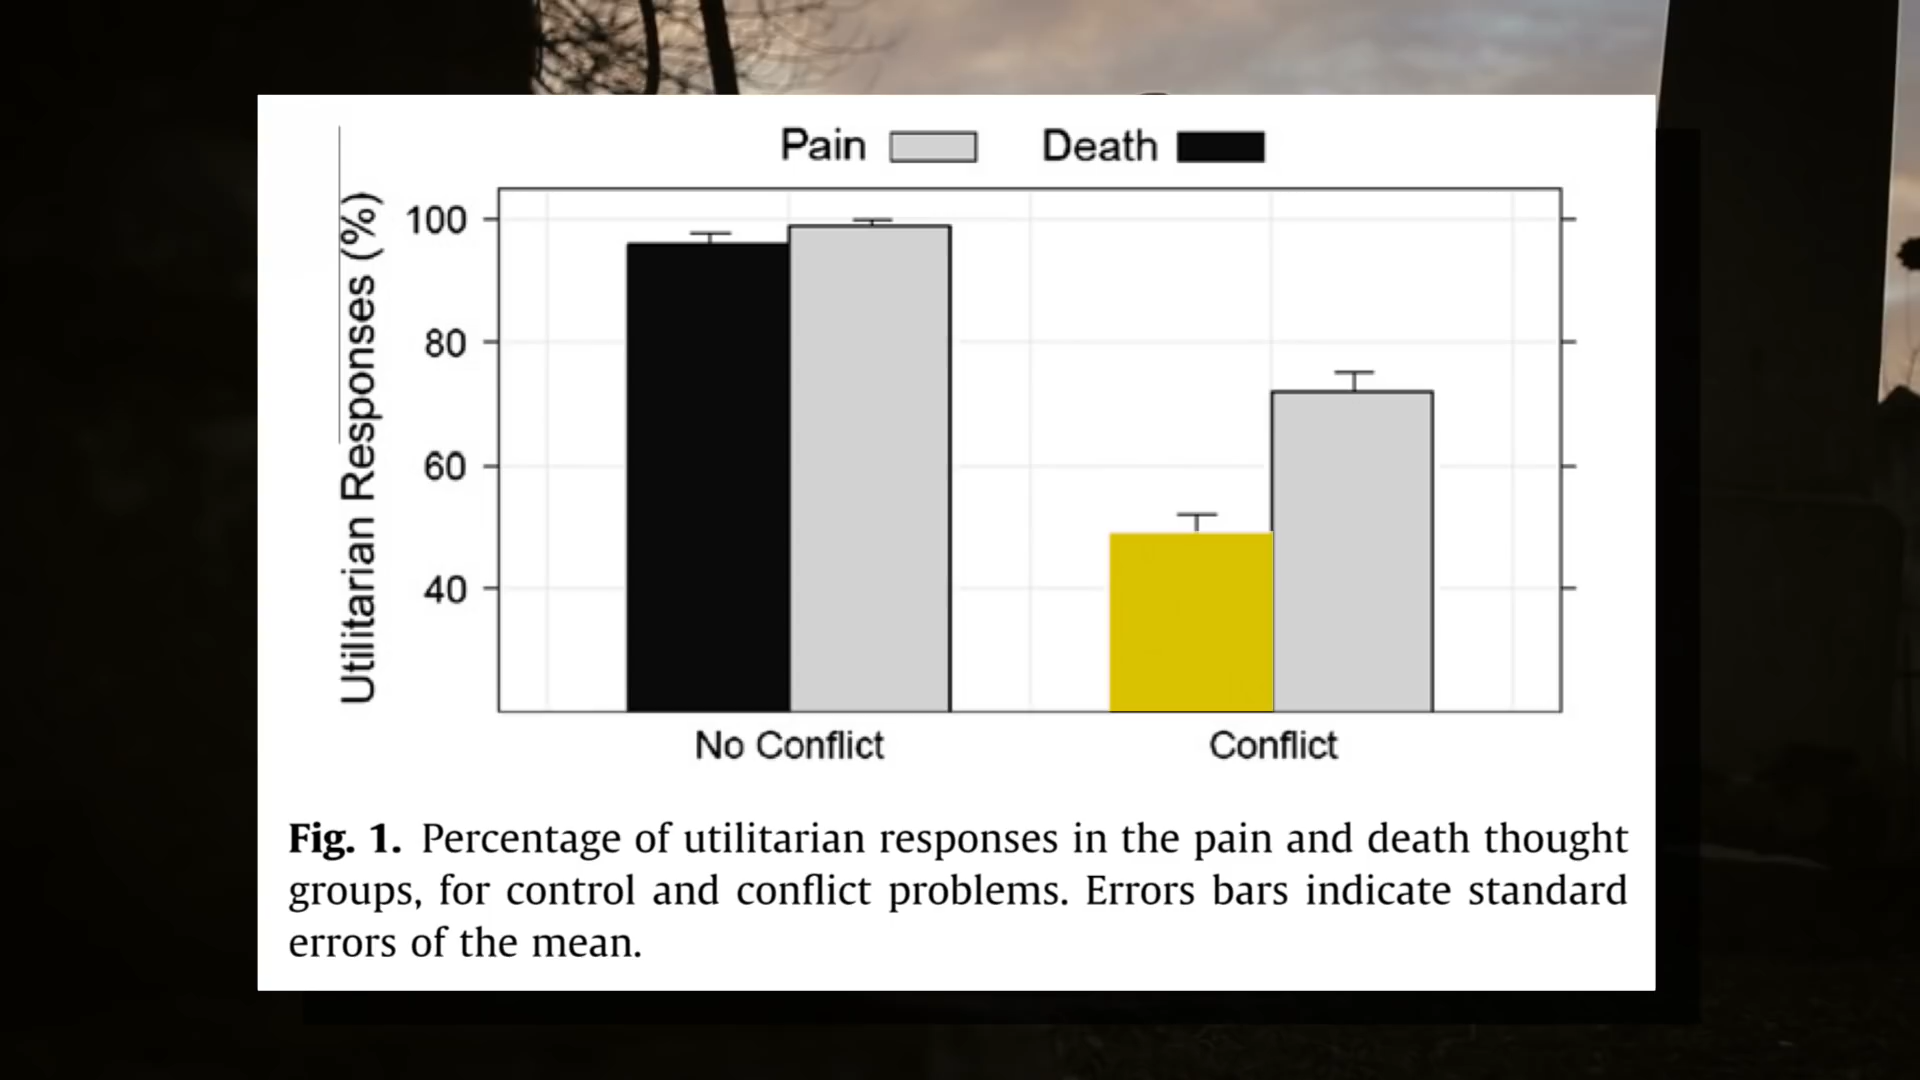 Pain Death
Utilitarian Responses (%)
100
80
60
40
No Conflict Conflict
Fig. 1. Percentage of utilitarian responses in the pain and death thought
groups, for control and conflict problems. Errors bars indicate standard
errors of the mean.